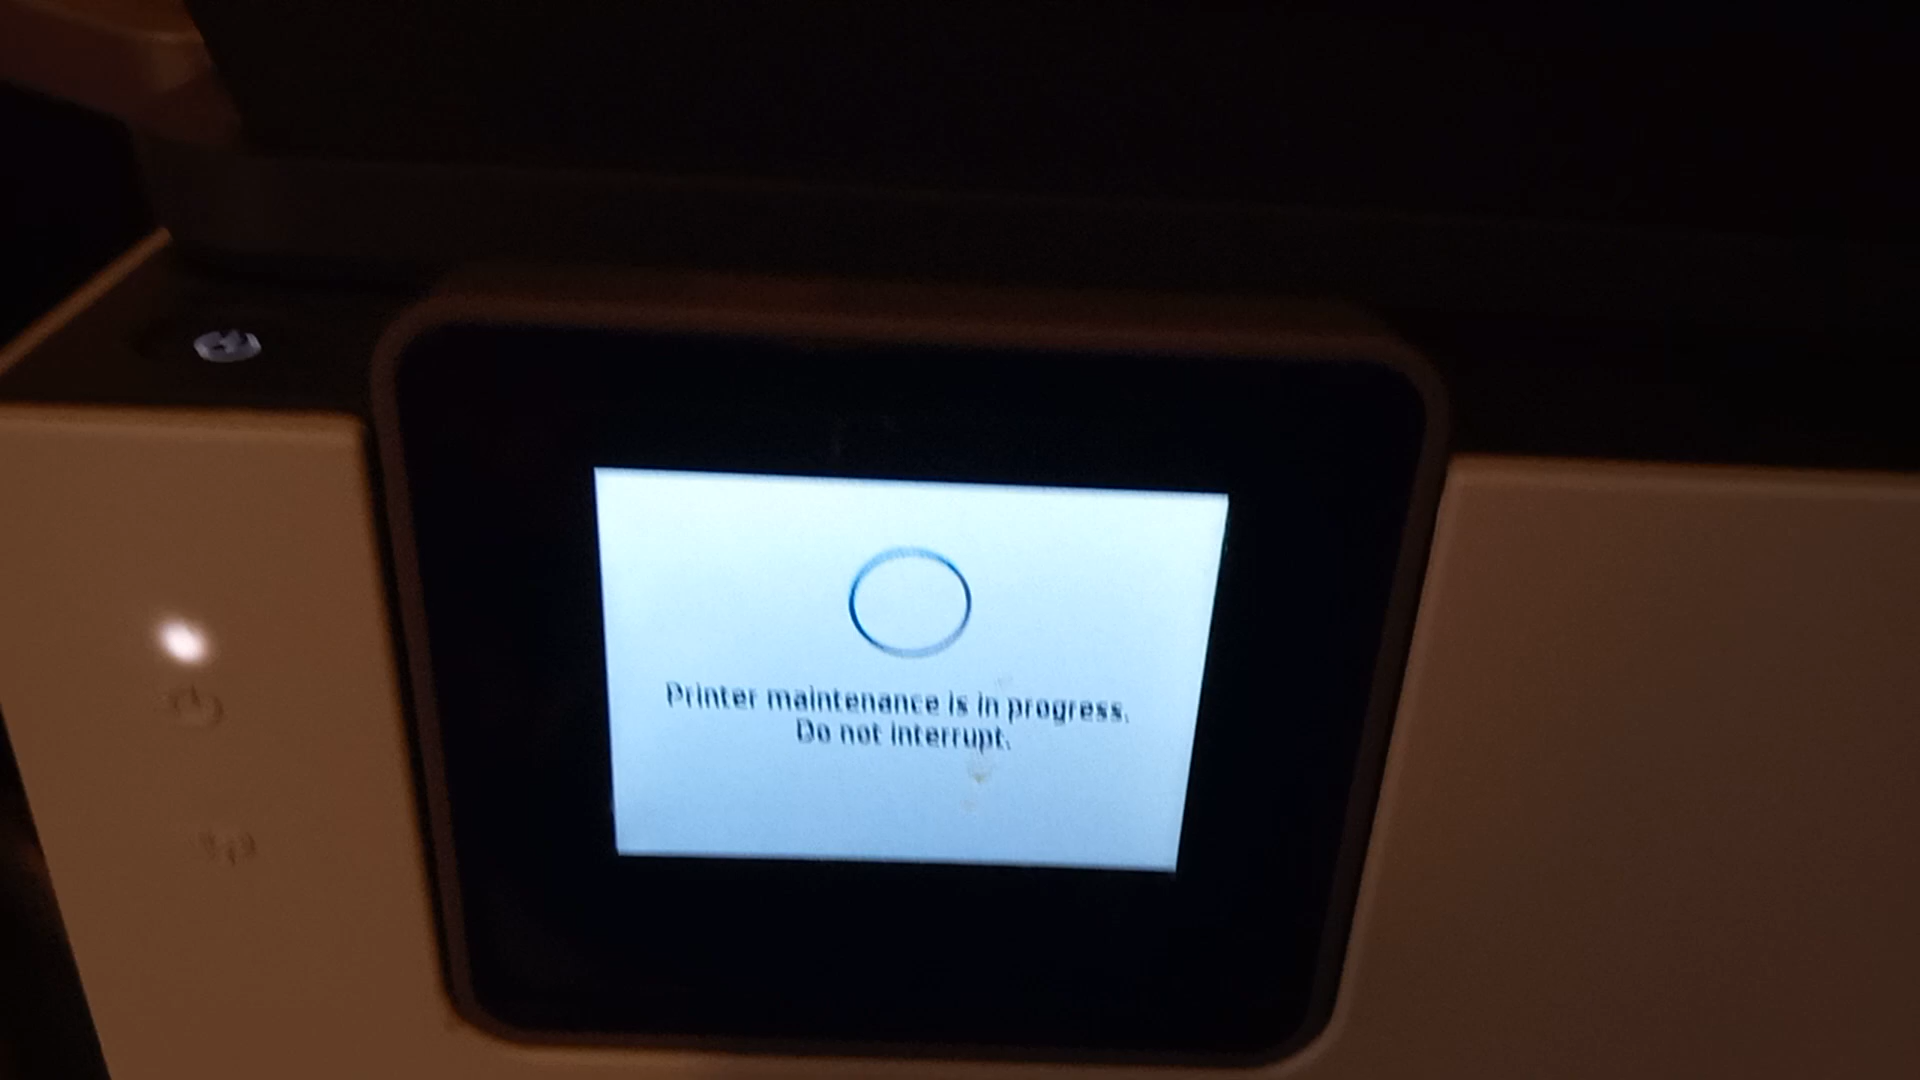 Printer maintenance is in progress.
Do not interrupt.